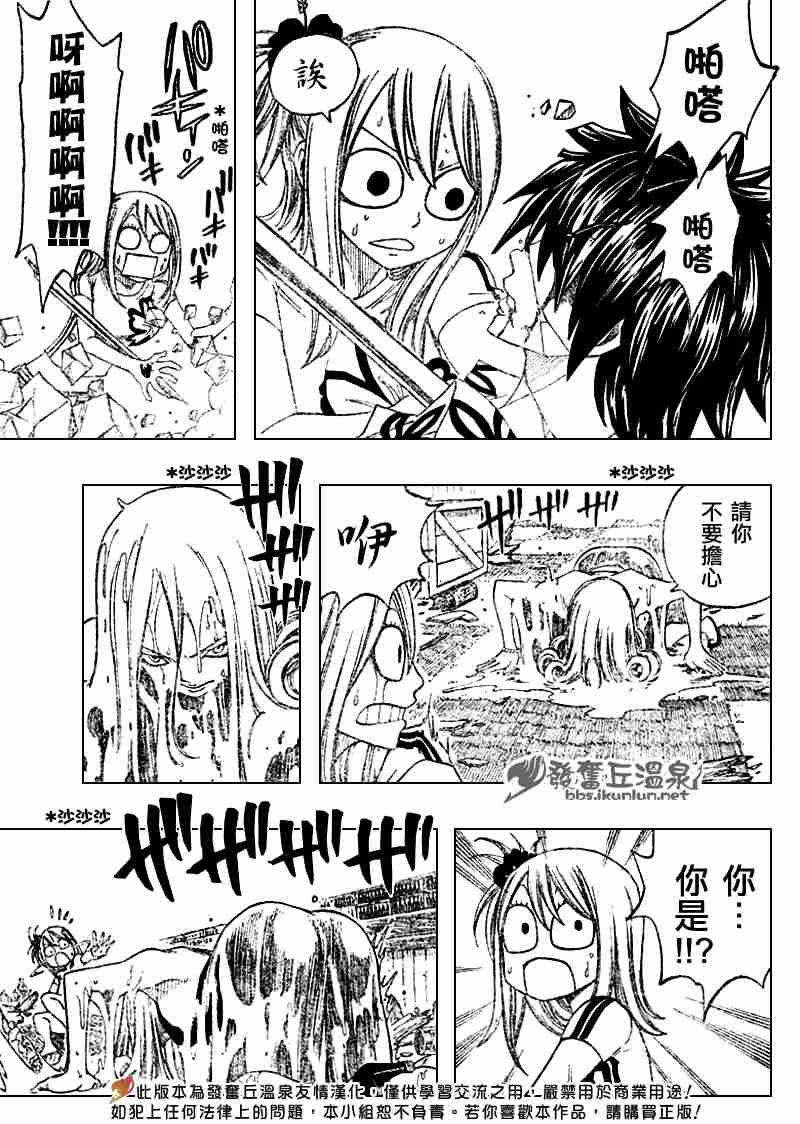 啪嗒
啪嗒
誒
パキィン
バキ
バキ
*啪嗒
呀啊啊啊啊啊!!!!
請你
不要擔心
*沙沙沙
ザザザ
咿
*沙沙沙
ザザザ
你…
你是!!?
*沙沙沙
ザザザザ
發奮丘溫泉
bbs.ikunlun.net
此版本為發奮丘溫泉友情漢化。僅供學習交流之用，嚴禁用於商業用途!
如犯上任何法律上的問題，本小組恕不負責。若你喜歡本作品，請購買正版!